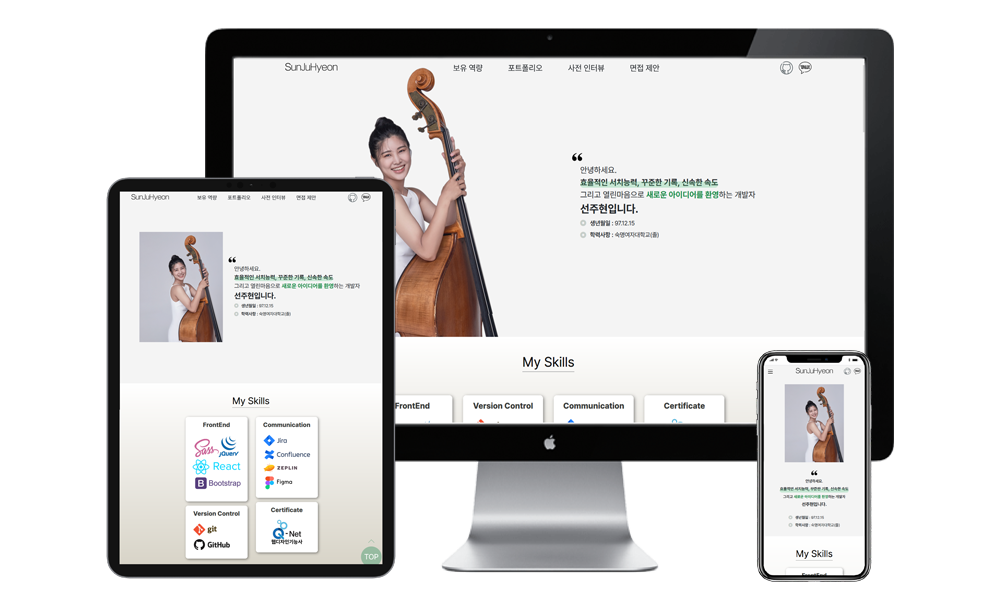 SunJuHyeon
보유 역량 포트폴리오 사전 인터뷰 면접 제안
TALK
❝
안녕하세요.
효율적인 서치능력, 꾸준한 기록, 신속한 속도
그리고 열린마음으로 새로운 아이디어를 환영하는 개발자
선주현입니다.
생년월일 : 97.12.15
학력사항 : 숙명여자대학교(졸)
My Skills
FrontEnd
Version Control
Communication
Certificate
SunJuHyeon
보유 역량 포트폴리오 사전 인터뷰 면접 제안
❝
안녕하세요.
효율적인 서치능력, 꾸준한 기록, 신속한 속도
그리고 열린마음으로 새로운 아이디어를 환영하는 개발자
선주현입니다.
생년월일 : 97.12.15
학력사항 : 숙명여자대학교(졸)
My Skills
FrontEnd
Sass
jQuery
React
B Bootstrap
Communication
Jira
Confluence
ZEPLIN
Figma
Version Control
git
GitHub
Certificate
Q-Net
웹디자인기능사
TOP
SunJuHyeon
❝
안녕하세요.
효율적인 서치능력, 꾸준한 기록, 신속한 속도
그리고 열린마음으로 새로운 아이디어를 환영하는 개발자
선주현입니다.
생년월일 : 97.12.15
학력사항 : 숙명여자대학교(졸)
My Skills
FrontEnd